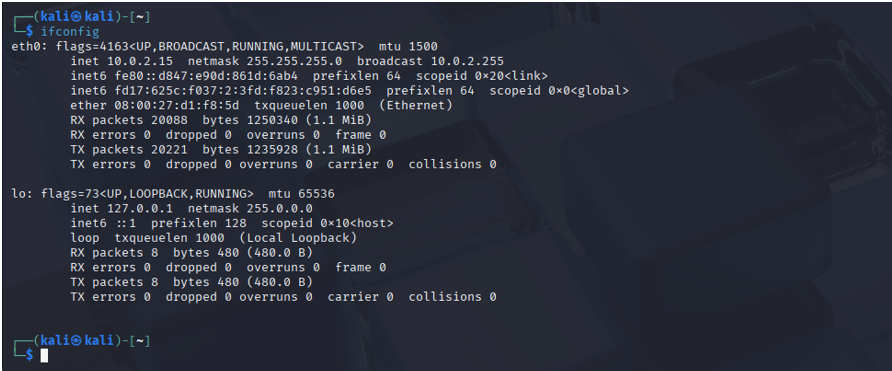 ┌──(kali㉿kali)-[~]
└─$ ifconfig
eth0: flags=4163<UP,BROADCAST,RUNNING,MULTICAST>  mtu 1500
        inet 10.0.2.15  netmask 255.255.255.0  broadcast 10.0.2.255
        inet6 fe80::d847:e90d:861d:6ab4  prefixlen 64  scopeid 0×20<link>
        inet6 fd17:625c:f037:2:3fd:f823:c951:d6e5  prefixlen 64  scopeid 0×0<global>
        ether 08:00:27:d1:f8:5d  txqueuelen 1000  (Ethernet)
        RX packets 20088  bytes 1250340 (1.1 MiB)
        RX errors 0  dropped 0  overruns 0  frame 0
        TX packets 20221  bytes 1235928 (1.1 MiB)
        TX errors 0  dropped 0 overruns 0  carrier 0  collisions 0
lo: flags=73<UP,LOOPBACK,RUNNING>  mtu 65536
        inet 127.0.0.1  netmask 255.0.0.0
        inet6 ::1  prefixlen 128  scopeid 0×10<host>
        loop  txqueuelen 1000  (Local Loopback)
        RX packets 8  bytes 480 (480.0 B)
        RX errors 0  dropped 0  overruns 0  frame 0
        TX packets 8  bytes 480 (480.0 B)
        TX errors 0  dropped 0 overruns 0  carrier 0  collisions 0
┌──(kali㉿kali)-[~]
└─$